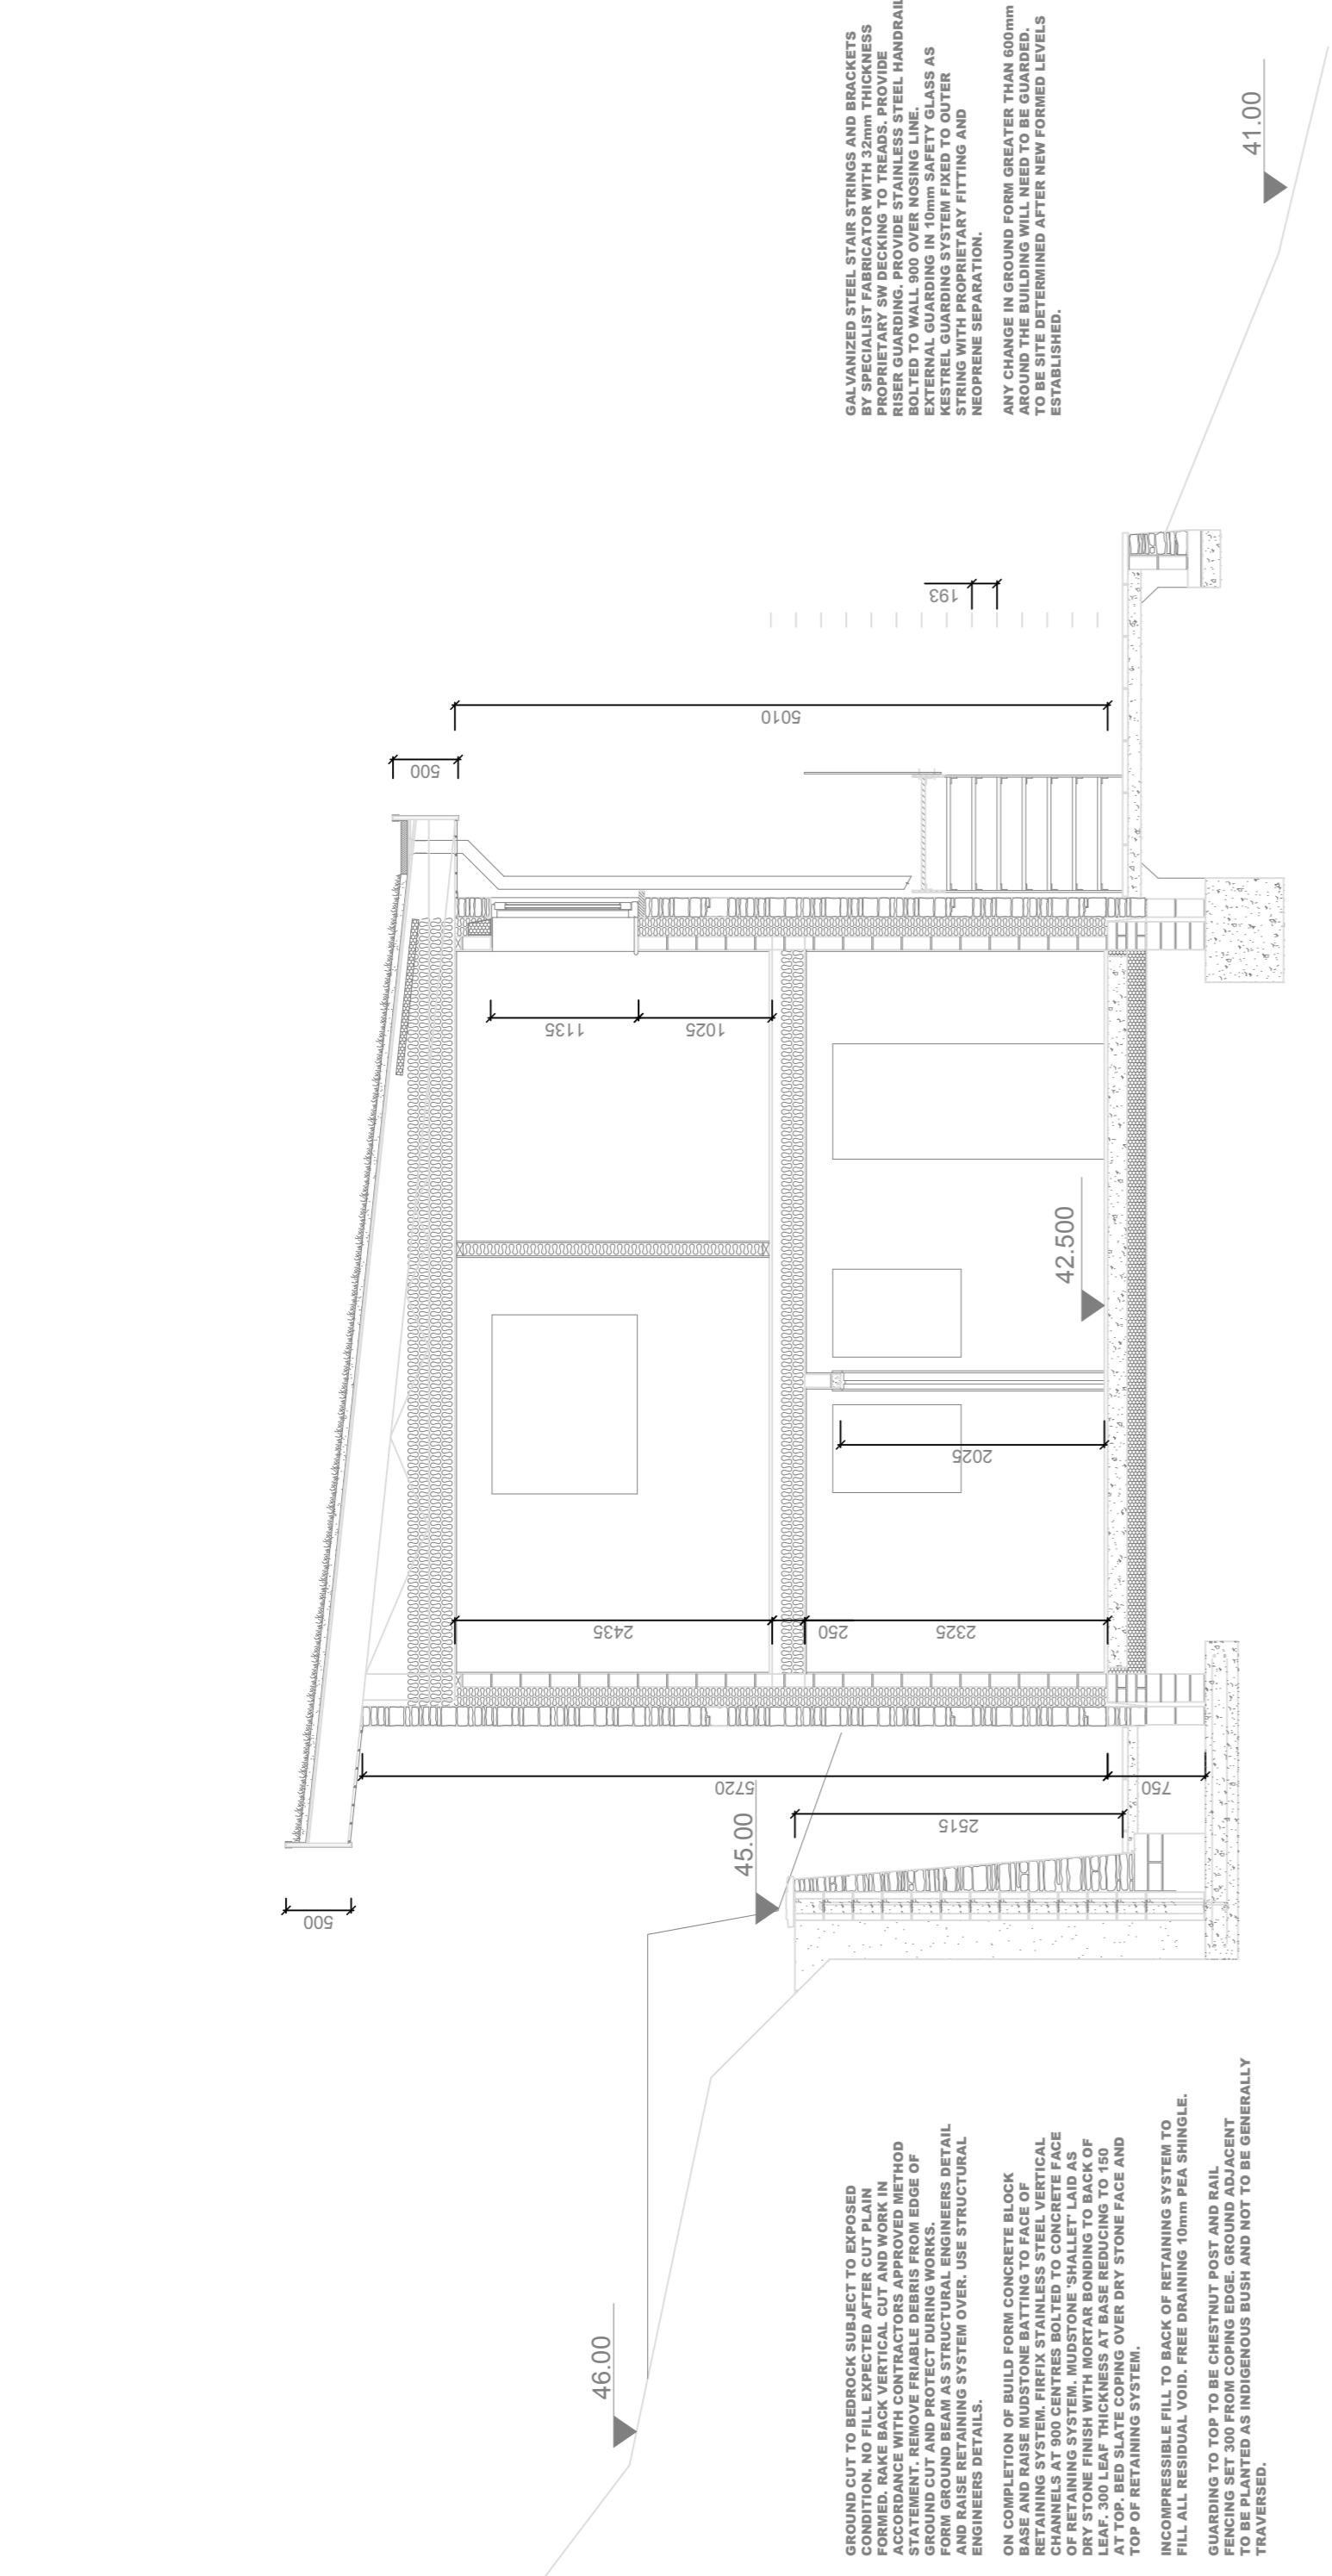 GROUND CUT TO BEDROCK SUBJECT TO EXPOSED
CONDITION. NO FILL EXPECTED AFTER CUT PLAIN
FORMED. RAKE BACK VERTICAL CUT AND WORK IN
ACCORDANCE WITH CONTRACTORS APPROVED METHOD
STATEMENT. REMOVE FRIABLE DEBRIS FROM EDGE OF
GROUND CUT AND PROTECT DURING WORKS.
FORM GROUND BEAM AS STRUCTURAL ENGINEERS DETAIL
AND RAISE RETAINING SYSTEM OVER. USE STRUCTURAL
ENGINEERS DETAILS.
ON COMPLETION OF BUILD FORM CONCRETE BLOCK
BASE AND RAISE MUDSTONE BATTING TO FACE OF
RETAINING SYSTEM. FIRFIX STAINLESS STEEL VERTICAL
CHANNELS AT 900 CENTRES BOLTED TO CONCRETE FACE
OF RETAINING SYSTEM. MUDSTONE 'SHALLET' LAID AS
DRY STONE FINISH WITH MORTAR BONDING TO BACK OF
LEAF. 300 LEAF THICKNESS AT BASE REDUCING TO 150
AT TOP. BED SLATE COPING OVER DRY STONE FACE AND
TOP OF RETAINING SYSTEM.
INCOMPRESSIBLE FILL TO BACK OF RETAINING SYSTEM TO
FILL ALL RESIDUAL VOID. FREE DRAINING 10mm PEA SHINGLE.
GUARDING TO TOP TO BE CHESTNUT POST AND RAIL
FENCING SET 300 FROM COPING EDGE. GROUND ADJACENT
TO BE PLANTED AS INDIGENOUS BUSH AND NOT TO BE GENERALLY
TRAVERSED.
46.00
45.00
500
5720
750
2515
2435
250
2325
2025
42.500
1135
1025
500
5010
193
GALVANIZED STEEL STAIR STRINGS AND BRACKETS
BY SPECIALIST FABRICATOR WITH 32mm THICKNESS
PROPRIETARY SW DECKING TO TREADS. PROVIDE
RISER GUARDING. PROVIDE STAINLESS STEEL HANDRAIL
BOLTED TO WALL 900 OVER NOSING LINE.
EXTERNAL GUARDING IN 10mm SAFETY GLASS AS
KESTREL GUARDING SYSTEM FIXED TO OUTER
STRING WITH PROPRIETARY FITTING AND
NEOPRENE SEPARATION.
ANY CHANGE IN GROUND FORM GREATER THAN 600mm
AROUND THE BUILDING WILL NEED TO BE GUARDED.
TO BE SITE DETERMINED AFTER NEW FORMED LEVELS
ESTABLISHED.
41.00